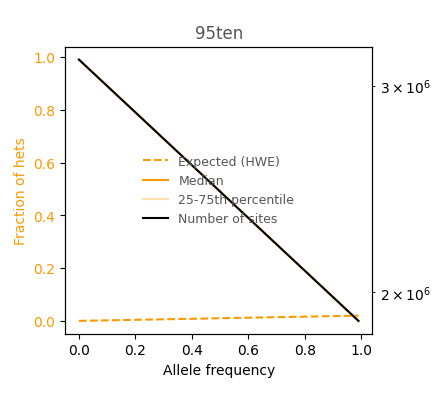 95ten
1.0
0.8
0.6
0.4
0.2
0.0
Fraction of hets
Expected (HWE)
Median
25-75th percentile
Number of sites
3 × 10⁶
2 × 10⁶
0.0 0.2 0.4 0.6 0.8 1.0
Allele frequency